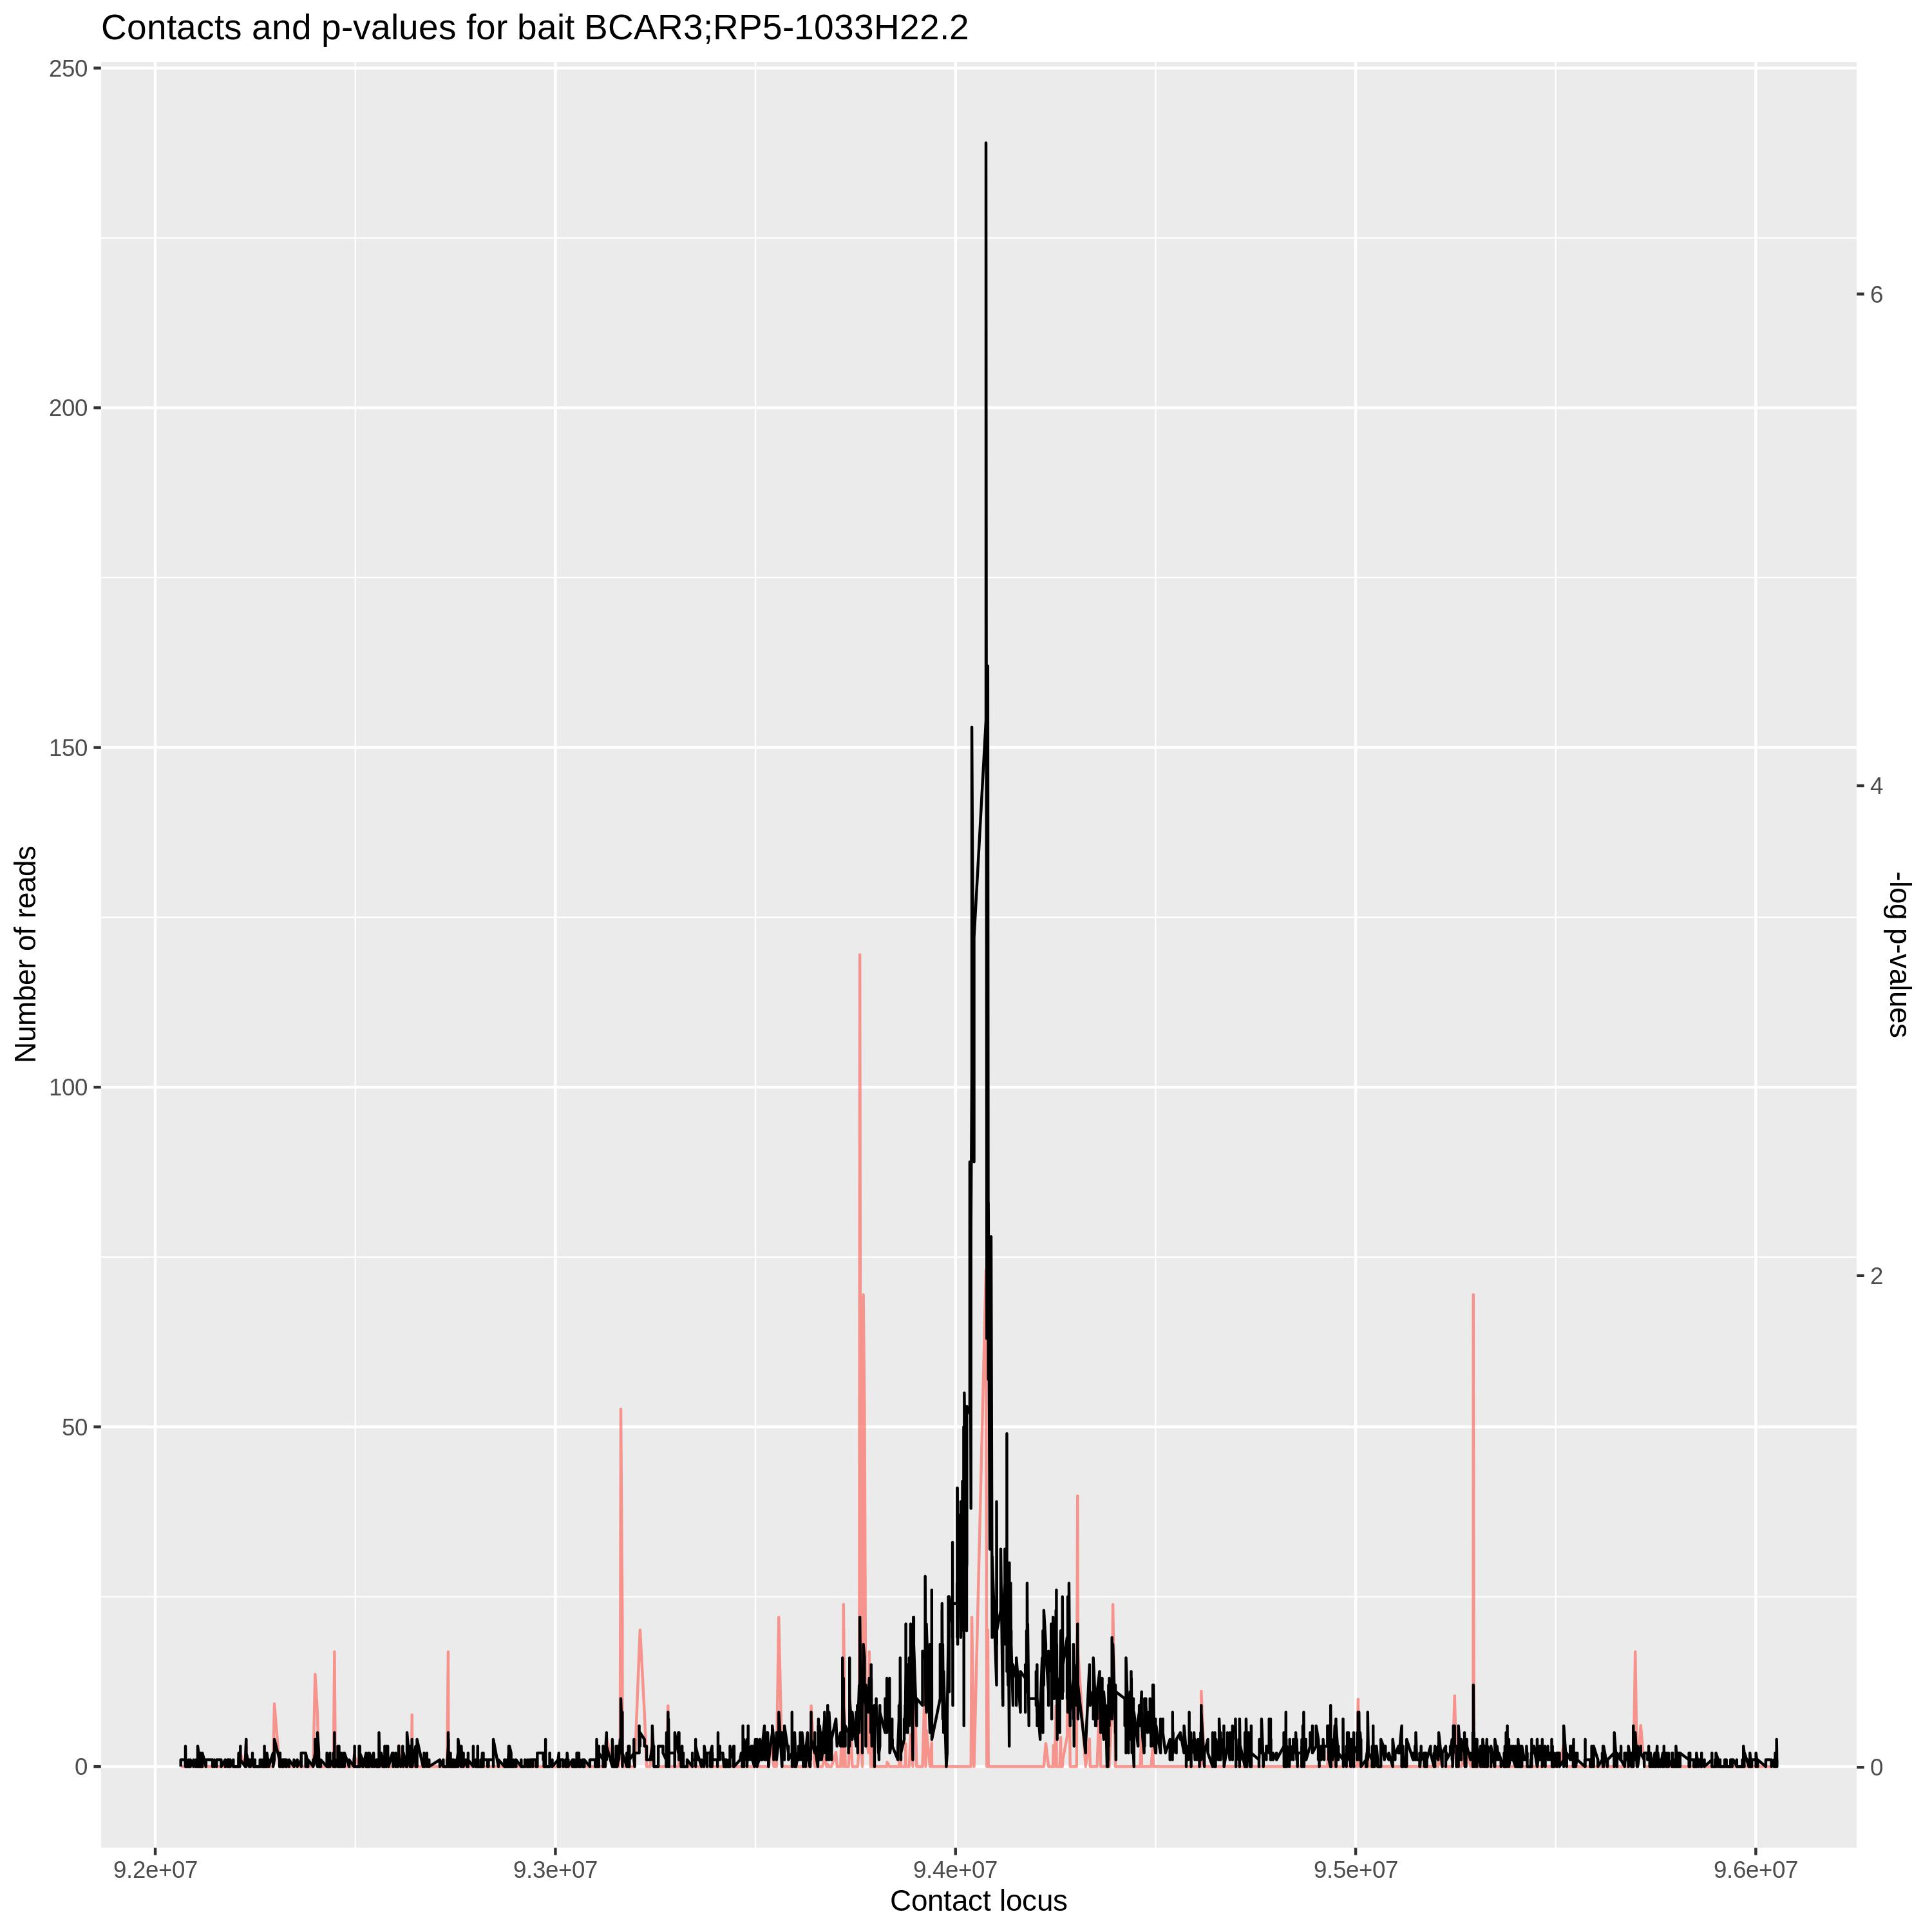 Contacts and p-values for bait BCAR3;RP5-1033H22.2
250
200
150
100
50
0
Number of reads
6
4
2
0
-log p-values
9.2e+07 9.3e+07 9.4e+07 9.5e+07 9.6e+07
Contact locus